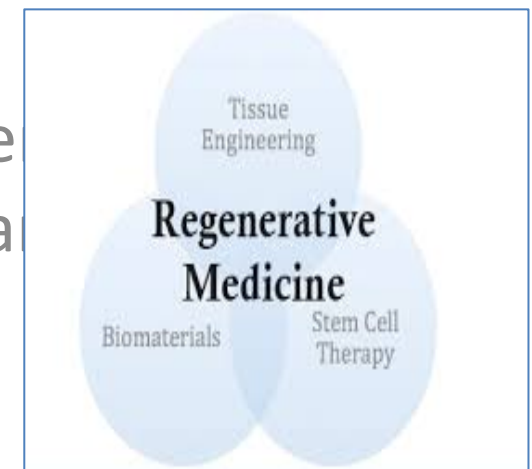 Tissue
Engineering
Regenerative
Medicine
Biomaterials
Stem Cell
Therapy